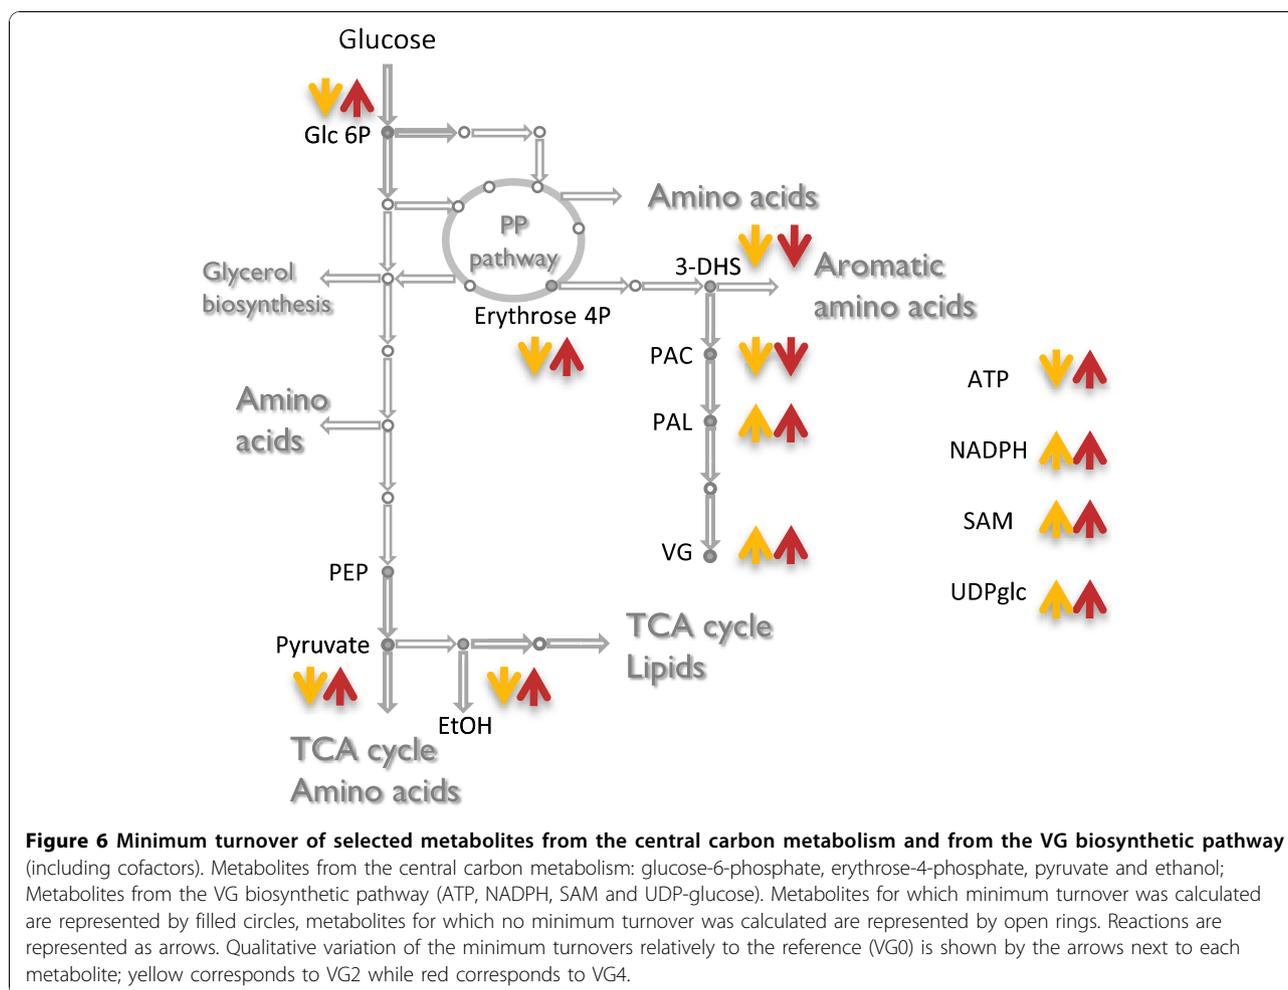 Glucose
Glc 6P
Amino acids
PP
pathway
3-DHS
Aromatic
amino acids
Glycerol
biosynthesis
Erythrose 4P
PAC
ATP
Amino
acids
PAL
NADPH
SAM
VG
PEP
UDPglc
TCA cycle
Lipids
Pyruvate
EtOH
TCA cycle
Amino acids
Figure 6 Minimum turnover of selected metabolites from the central carbon metabolism and from the VG biosynthetic pathway
(including cofactors). Metabolites from the central carbon metabolism: glucose-6-phosphate, erythrose-4-phosphate, pyruvate and ethanol;
Metabolites from the VG biosynthetic pathway (ATP, NADPH, SAM and UDP-glucose). Metabolites for which minimum turnover was calculated
are represented by filled circles, metabolites for which no minimum turnover was calculated are represented by open rings. Reactions are
represented as arrows. Qualitative variation of the minimum turnovers relatively to the reference (VG0) is shown by the arrows next to each
metabolite; yellow corresponds to VG2 while red corresponds to VG4.